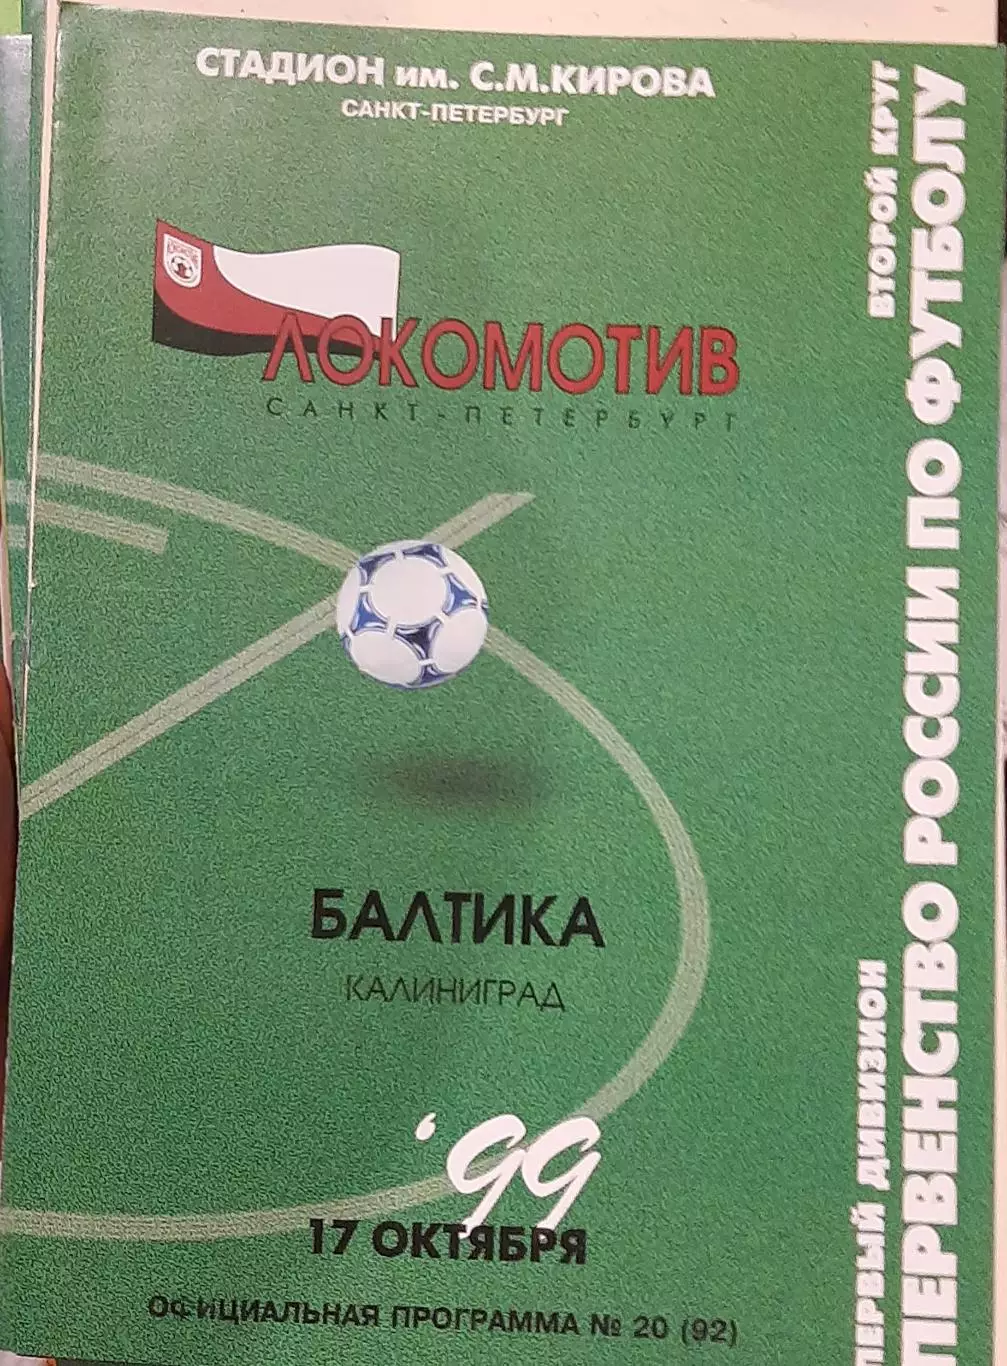 СТАДИОН им. С.М.КИРОВА
САНКТ-ПЕТЕРБУРГ
ЛОКОМОТИВ
САНКТ-ПЕТЕРБУРГ
БАЛТИКА
КАЛИНИНГРАД
'99
17 ОКТЯБРЯ
ОФИЦИАЛЬНАЯ ПРОГРАММА № 20 (92)
ПЕРВЫЙ ДИВИЗИОН
ВТОРОЙ КРУГ
ПЕРВЕНСТВО РОССИИ ПО ФУТБОЛУ